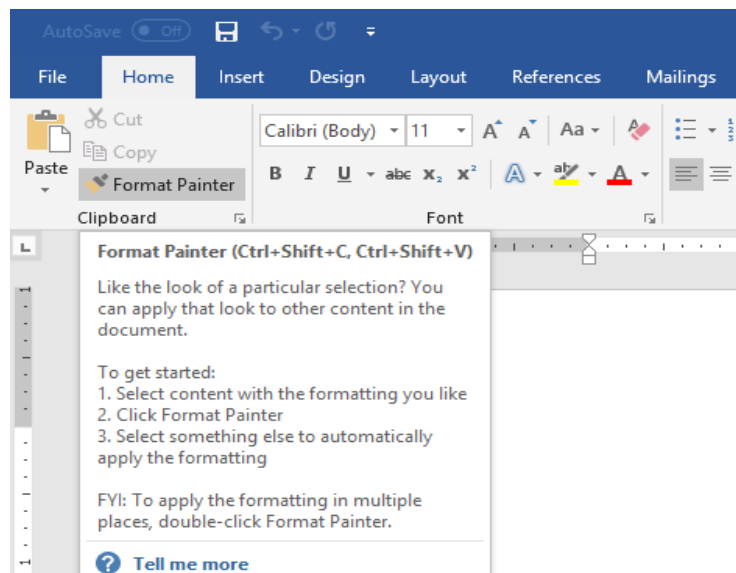 AutoSave Off
File Home Insert Design Layout References Mailings
Cut
Calibri (Body) 11 A A Aa
Copy
Paste
Format Painter
B I U abc X₂ X² A aby A
Clipboard Font
L
Format Painter (Ctrl+Shift+C, Ctrl+Shift+V)
Like the look of a particular selection? You
can apply that look to other content in the
document.
To get started:
1. Select content with the formatting you like
2. Click Format Painter
3. Select something else to automatically
apply the formatting
FYI: To apply the formatting in multiple
places, double-click Format Painter.
? Tell me more